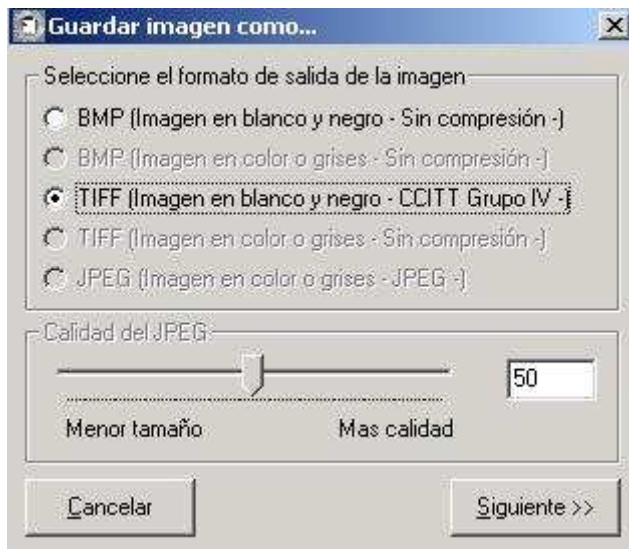 Guardar imagen como...
Seleccione el formato de salida de la imagen
BMP (Imagen en blanco y negro - Sin compresión -)
BMP (Imagen en color o grises - Sin compresión -)
TIFF (Imagen en blanco y negro - CCITT Grupo IV -)
TIFF (Imagen en color o grises - Sin compresión -)
JPEG (Imagen en color o grises - JPEG -)
Calidad del JPEG
50
Menor tamaño Mas calidad
Cancelar Siguiente >>